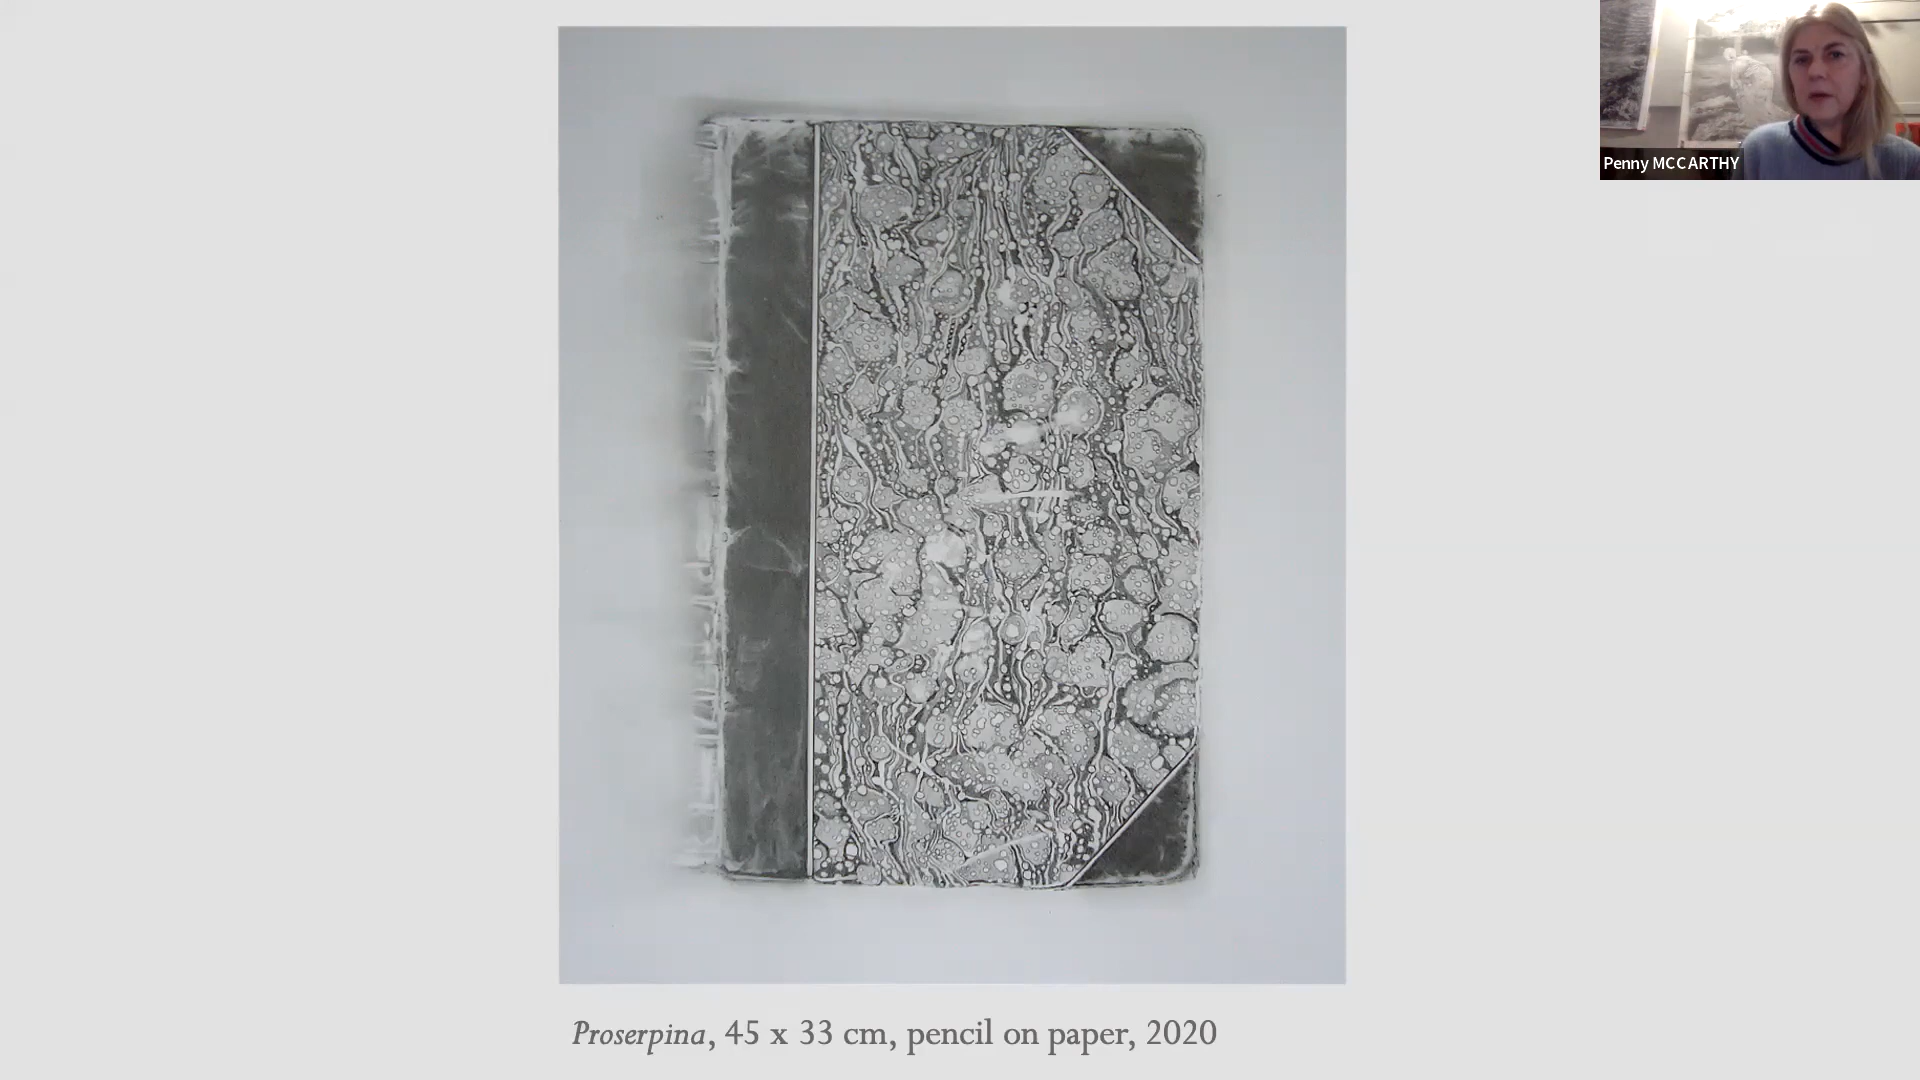 Penny MCCARTHY
Proserpina, 45 x 33 cm, pencil on paper, 2020